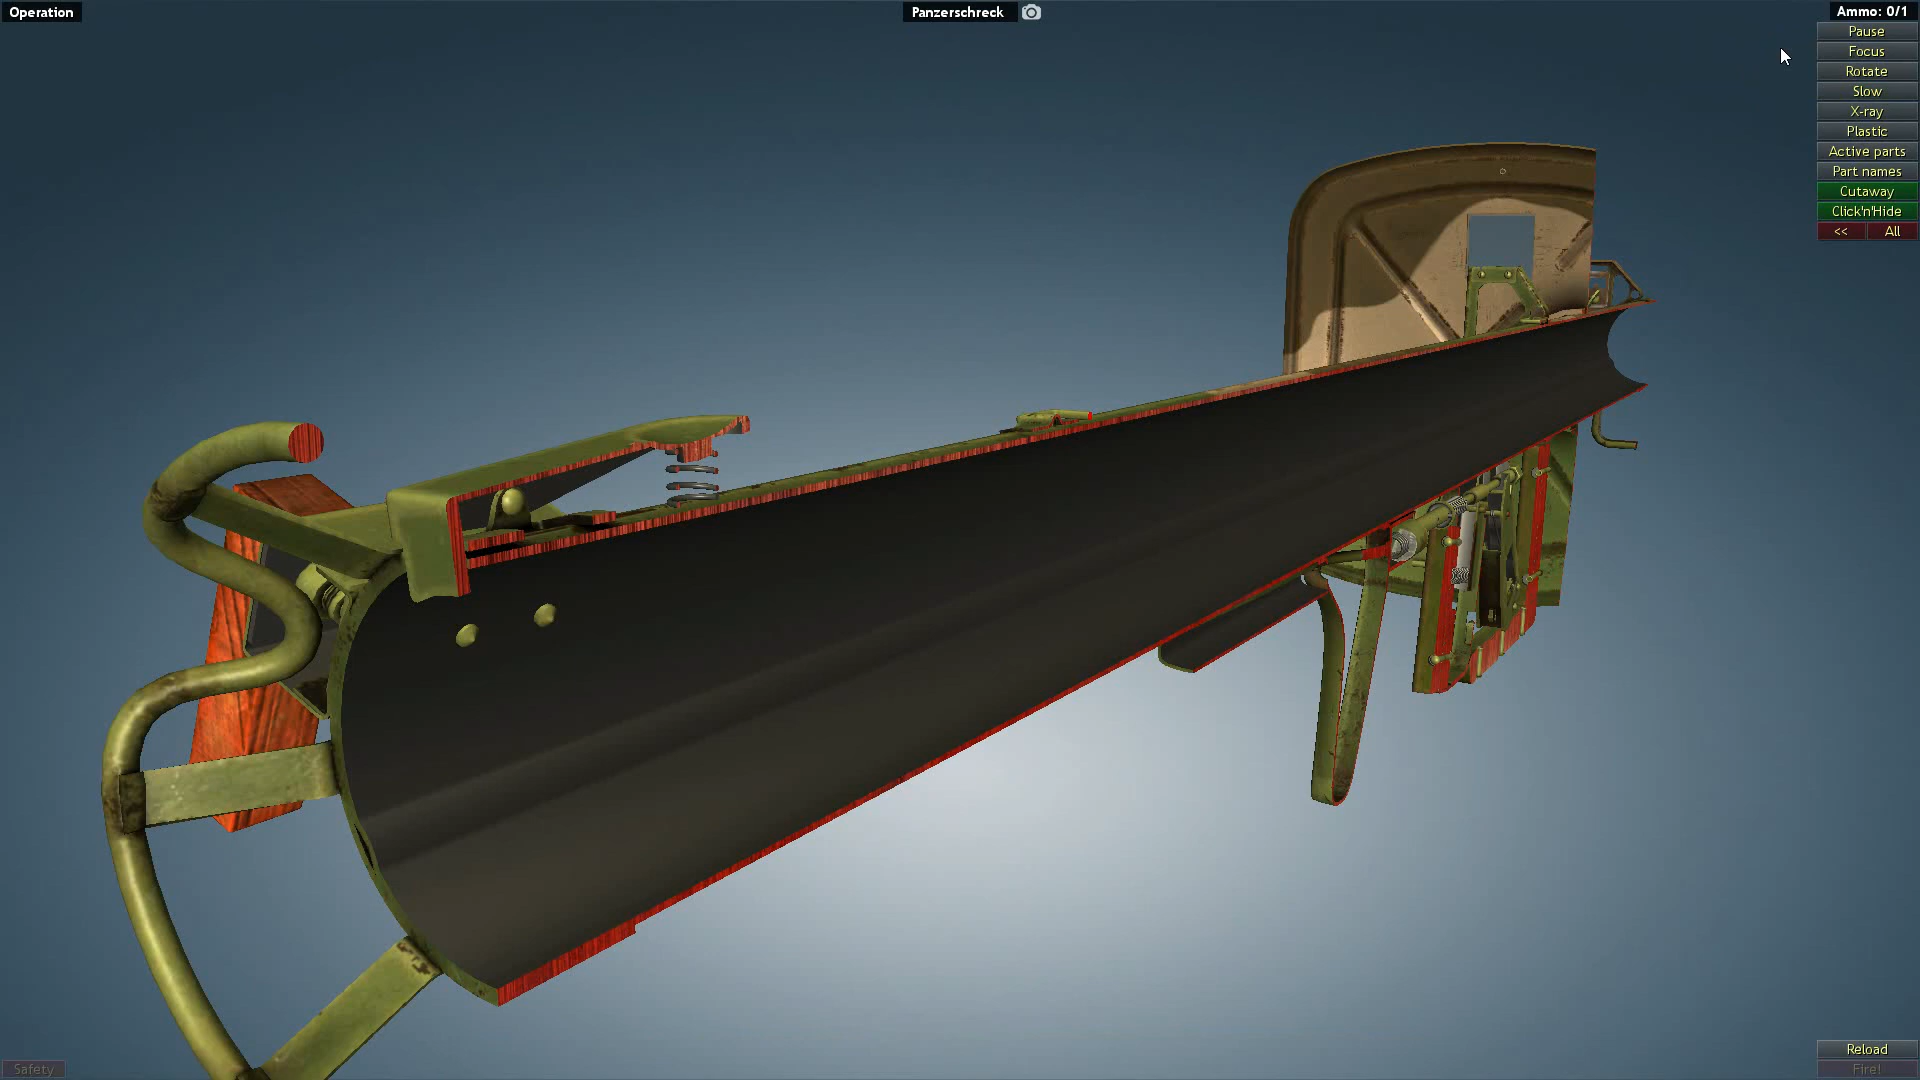 Operation
Panzerschreck
Ammo: 0/1
Pause
Focus
Rotate
Slow
X-ray
Plastic
Active parts
Part names
Cutaway
Click'n'Hide
<< All
Reload
Safety
Fire!